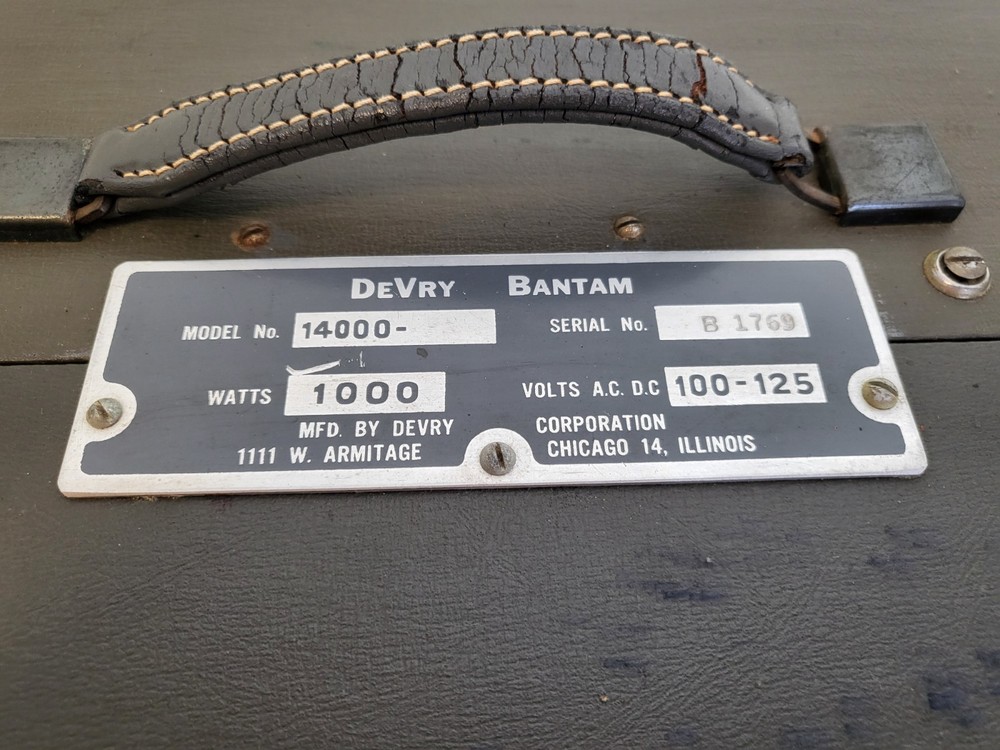 DEVRY BANTAM
MODEL No. 14000- SERIAL No. B 1769
WATTS 1000 VOLTS A.C. D.C 100-125
MFD. BY DEVRY CORPORATION
1111 W. ARMITAGE CHICAGO 14, ILLINOIS